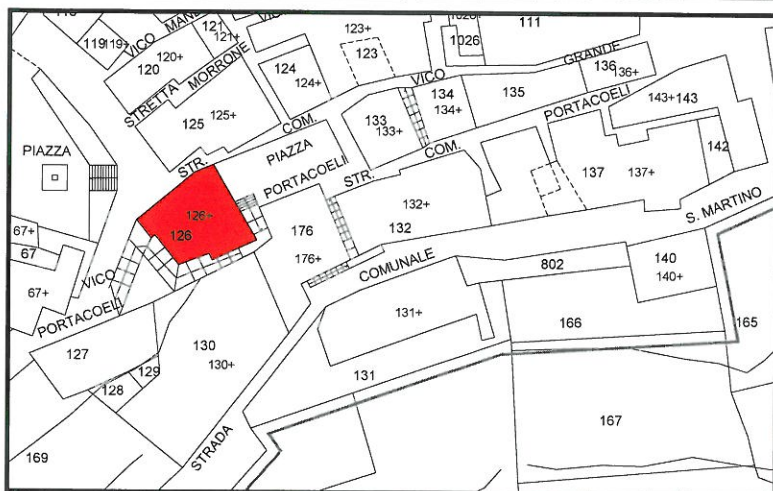 119
119+
VICO
120+
120
121
121+
VICO
123+
123
1026
111
STRETTA
MORRONE
124
124+
VICO
GRANDE
136
136+
125+
125
134
134+
135
143+
143
PIAZZA
STR.
COM.
PIAZZA
PORTACOELI
133
133+
STR.
COM.
PORTACOELI
137
137+
142
126+
126
176
176+
132+
132
S. MARTINO
67+
67
67+
VICO
PORTACOELI
COMUNALE
802
140
140+
127
130
130+
131+
166
165
128
129
131
STRADA
167
169